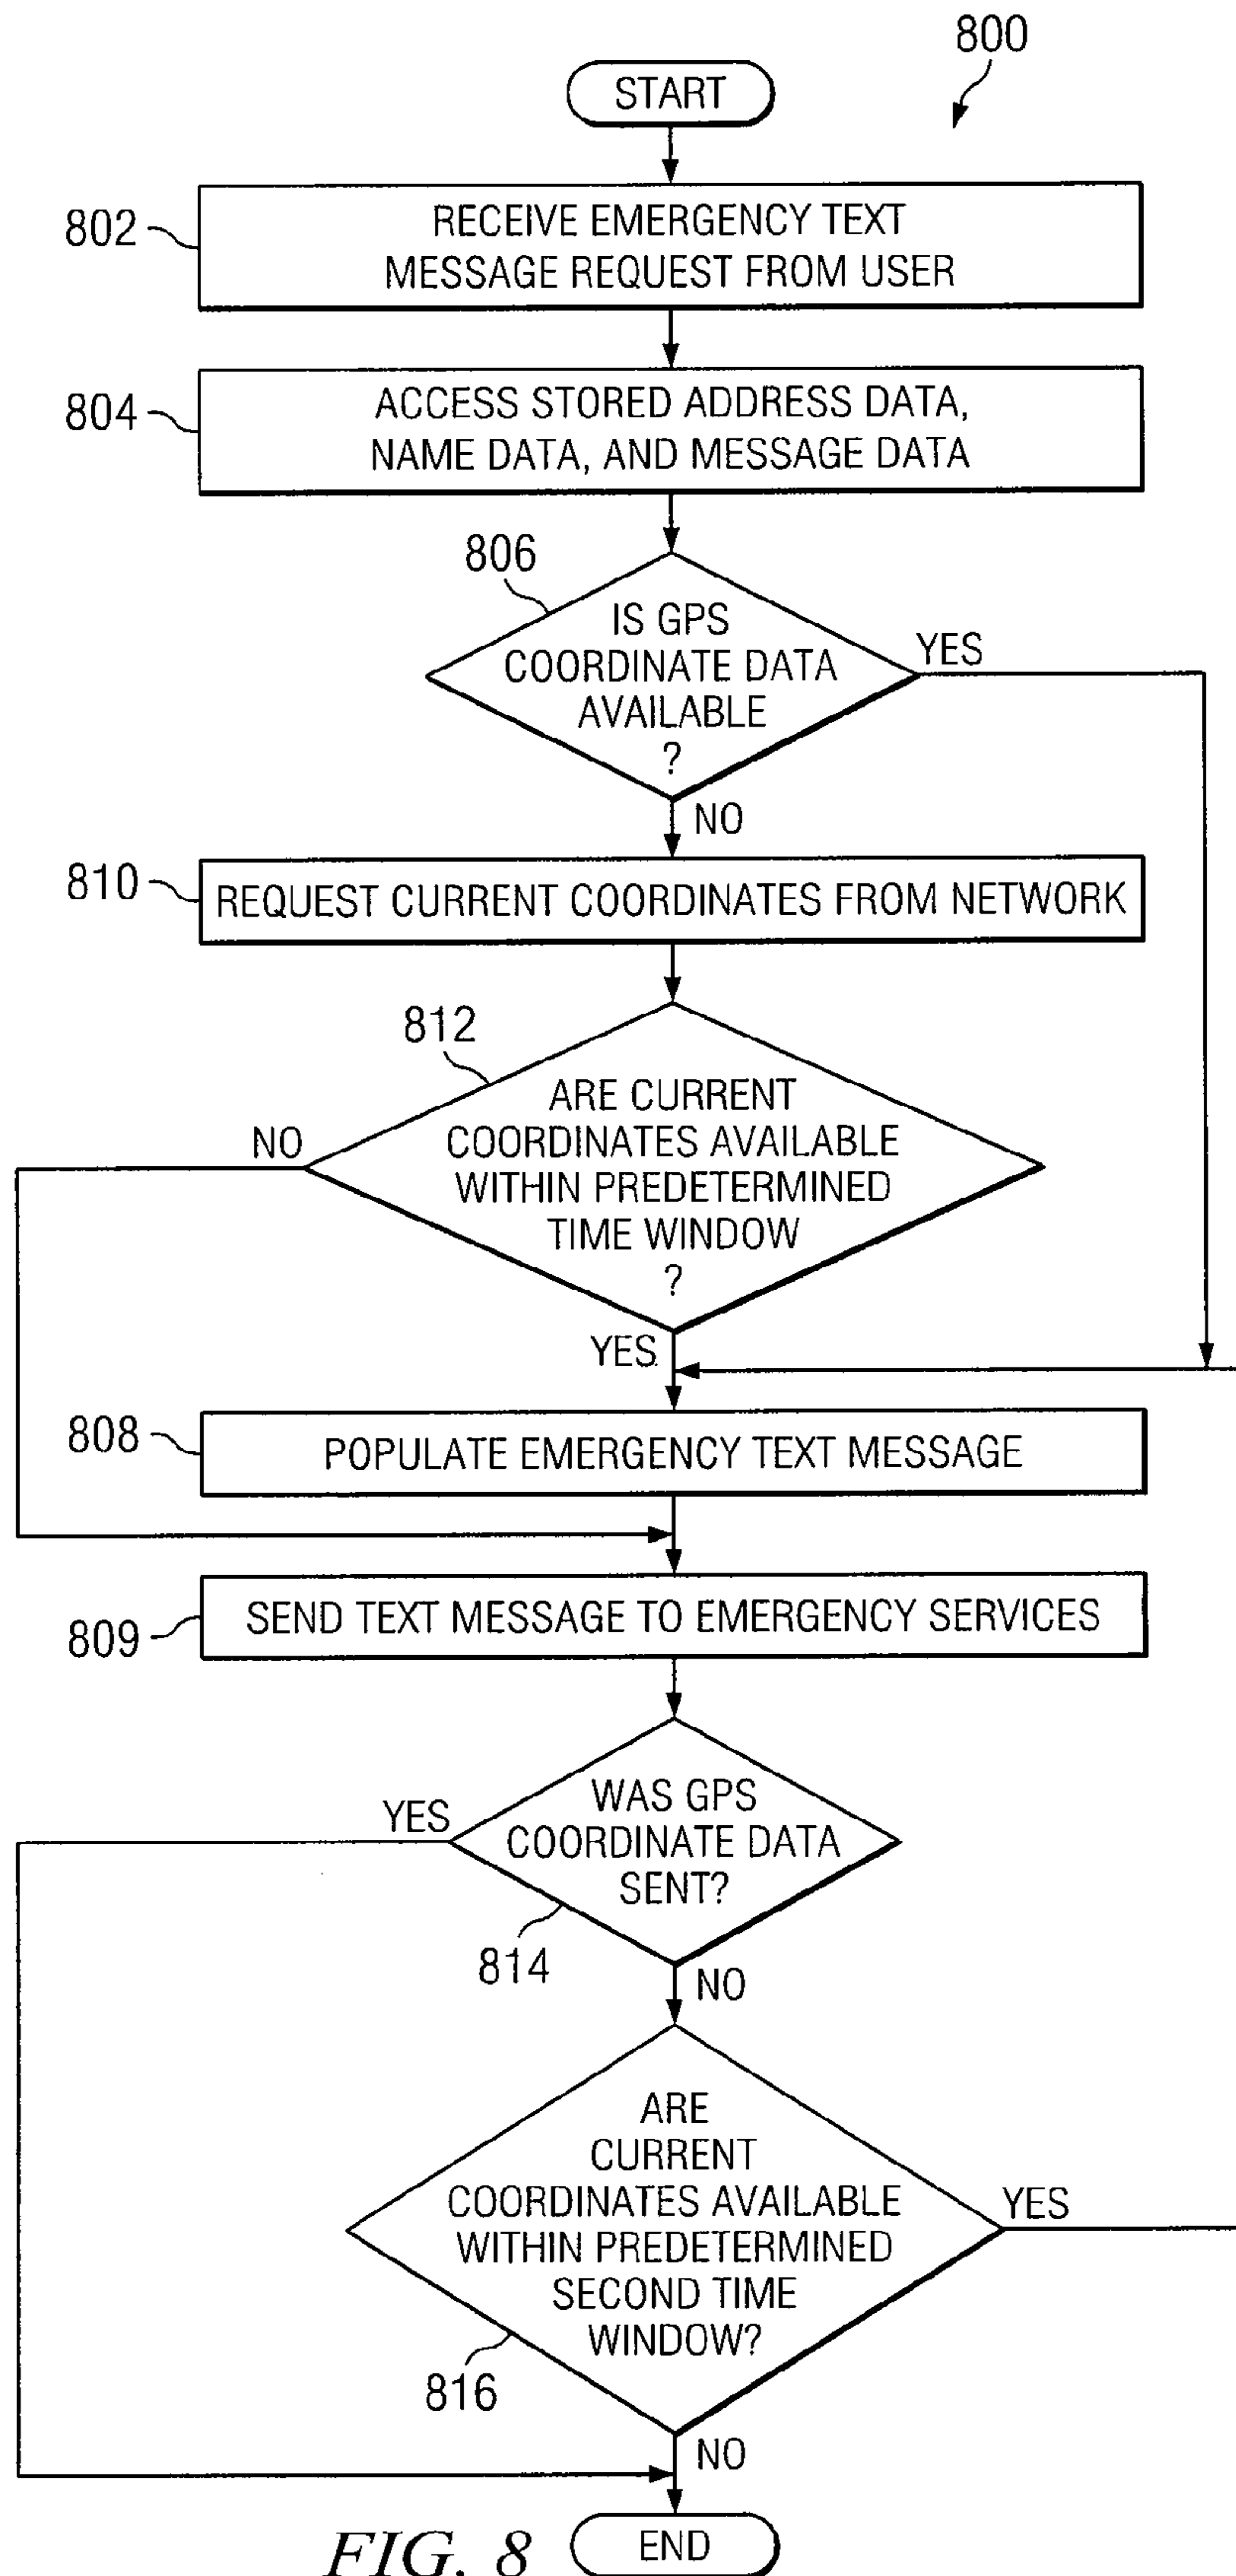 800
START
802
RECEIVE EMERGENCY TEXT
MESSAGE REQUEST FROM USER
804
ACCESS STORED ADDRESS DATA,
NAME DATA, AND MESSAGE DATA
806
IS GPS
COORDINATE DATA
AVAILABLE
?
YES
NO
810
REQUEST CURRENT COORDINATES FROM NETWORK
812
ARE CURRENT
COORDINATES AVAILABLE
WITHIN PREDETERMINED
TIME WINDOW
?
NO
YES
808
POPULATE EMERGENCY TEXT MESSAGE
809
SEND TEXT MESSAGE TO EMERGENCY SERVICES
WAS GPS
COORDINATE DATA
SENT?
YES
814
NO
ARE
CURRENT
COORDINATES AVAILABLE
WITHIN PREDETERMINED
SECOND TIME
WINDOW?
YES
816
NO
FIG. 8
END